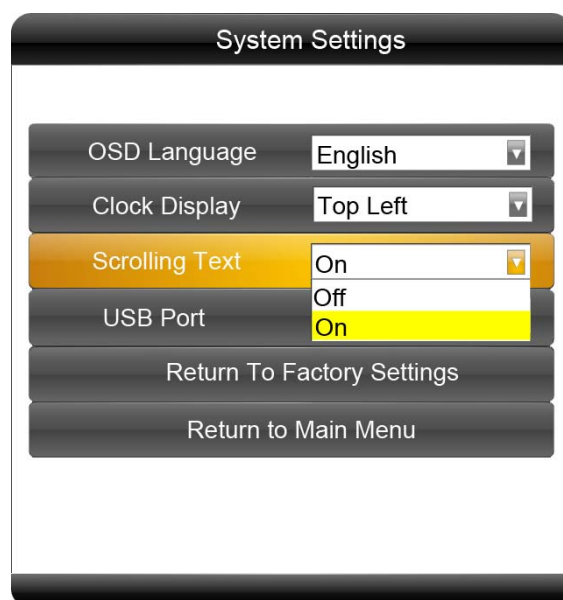 System Settings
OSD Language English
Clock Display Top Left
Scrolling Text On
Off
USB Port
On
Return To Factory Settings
Return to Main Menu